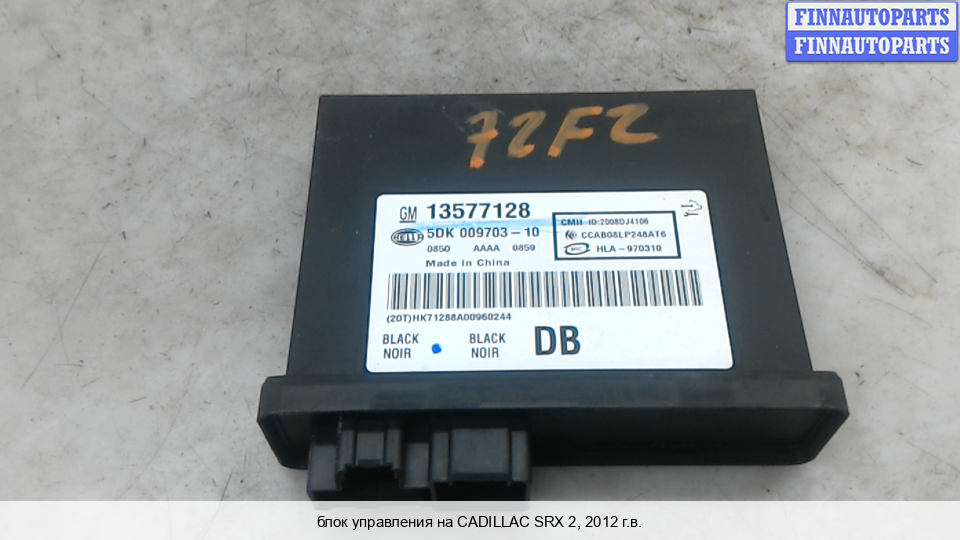 FINNAUTOPARTS
FINNAUTOPARTS
72F2
GM 13577128
HELLA 5DK 009703-10
0850 AAAA 0859
Made in China
CMII ID:2008DJ4106
CCAB08LP248AT6
HLA-970310
(20T)HK71288A00960244
BLACK NOIR
BLACK NOIR
DB
блок управления на CADILLAC SRX 2, 2012 г.в.